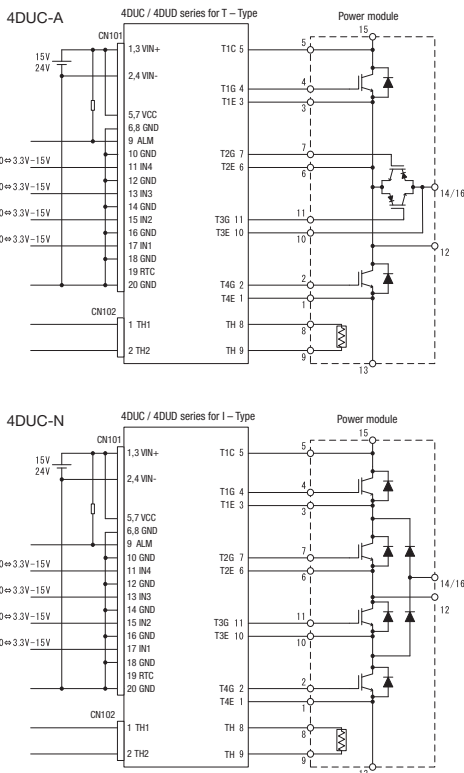 4DUC-A
4DUC / 4DUD series for T – Type
Power module
CN101
15
15V
24V
1,3 VIN+
T1C 5
5
2,4 VIN-
T1G 4
4
T1E 3
3
5,7 VCC
6,8 GND
9 ALM
10 GND
T2G 7
7
0⇔3.3V-15V
11 IN4
T2E 6
6
12 GND
0⇔3.3V-15V
13 IN3
14/16
14 GND
0⇔3.3V-15V
15 IN2
T3G 11
11
16 GND
T3E 10
10
0⇔3.3V-15V
17 IN1
12
18 GND
19 RTC
20 GND
T4G 2
2
T4E 1
1
CN102
1 TH1
TH 8
8
2 TH2
TH 9
9
13
4DUC-N
4DUC / 4DUD series for I – Type
Power module
CN101
15
15V
24V
1,3 VIN+
T1C 5
5
2,4 VIN-
T1G 4
4
T1E 3
3
5,7 VCC
6,8 GND
9 ALM
10 GND
T2G 7
7
0⇔3.3V-15V
11 IN4
T2E 6
6
14/16
12 GND
0⇔3.3V-15V
13 IN3
12
14 GND
0⇔3.3V-15V
15 IN2
T3G 11
11
16 GND
T3E 10
10
0⇔3.3V-15V
17 IN1
18 GND
19 RTC
20 GND
T4G 2
2
T4E 1
1
CN102
1 TH1
TH 8
8
2 TH2
TH 9
9